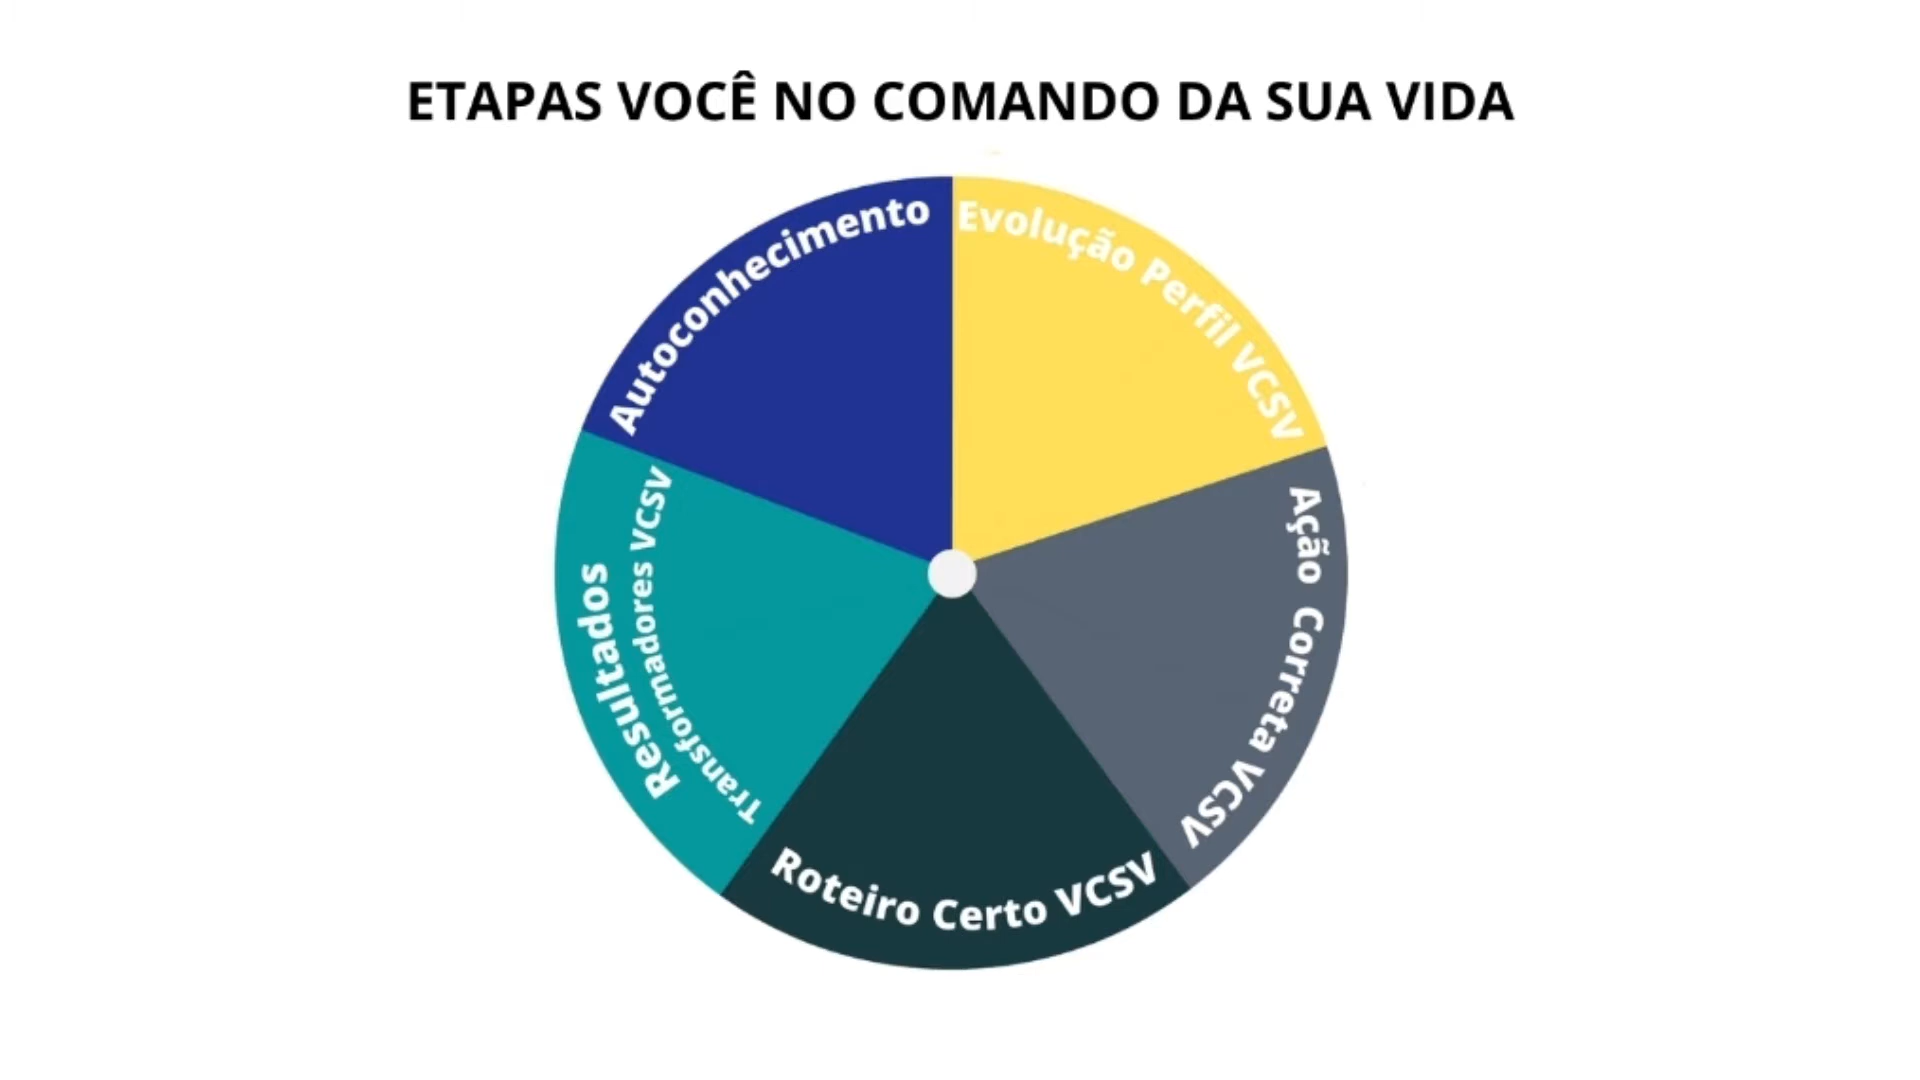 ETAPAS VOCÊ NO COMANDO DA SUA VIDA
Autoconhecimento
Evolução Perfil VCSV
Ação Correta VCSV
Roteiro Certo VCSV
Resultados
Transformadores VCSV